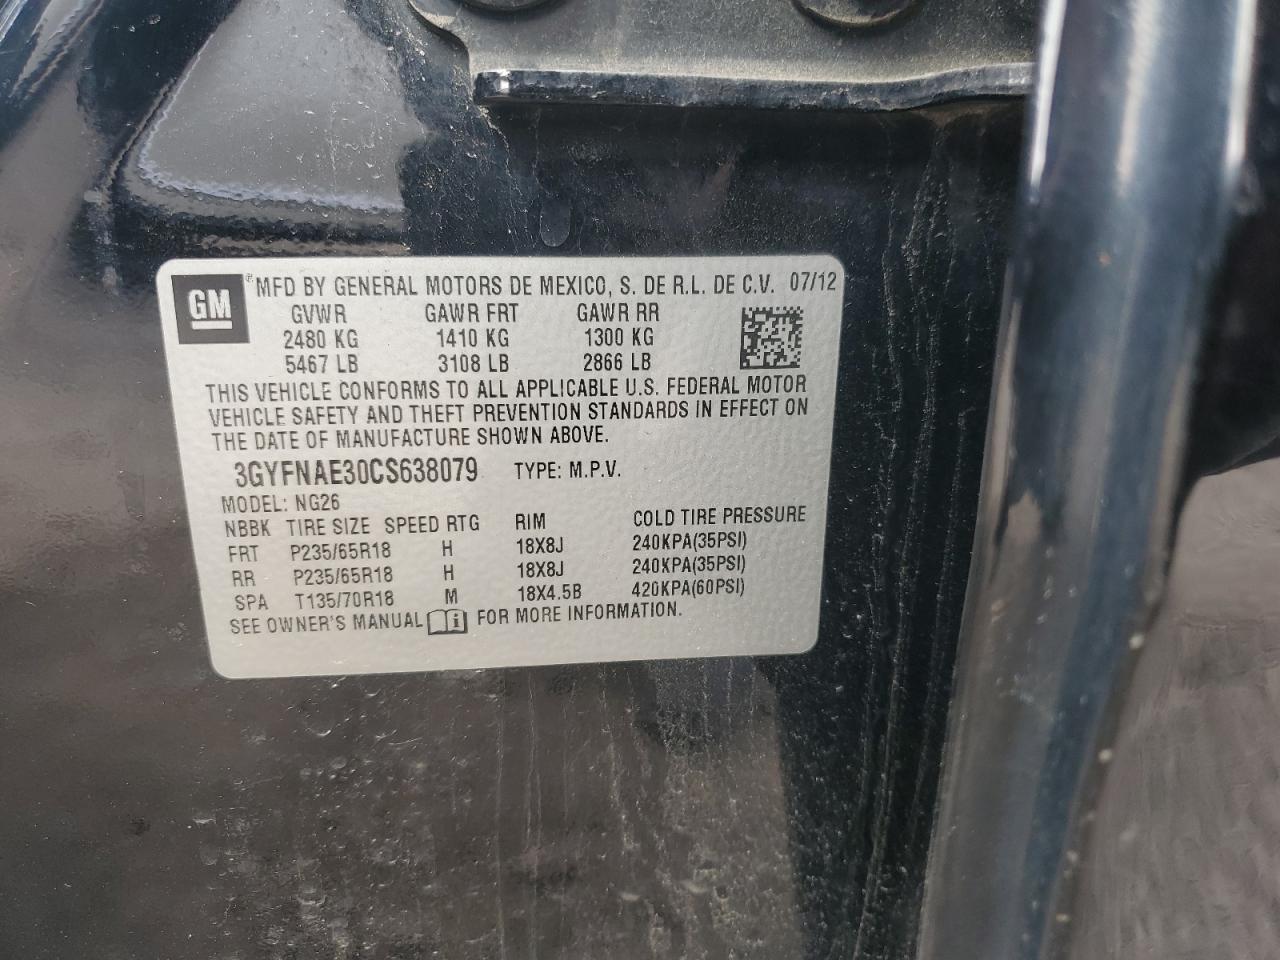 GM MFD BY GENERAL MOTORS DE MEXICO, S. DE R.L. DE C.V. 07/12
GVWR GAWR FRT GAWR RR
2480 KG 1410 KG 1300 KG
5467 LB 3108 LB 2866 LB
THIS VEHICLE CONFORMS TO ALL APPLICABLE U.S. FEDERAL MOTOR
VEHICLE SAFETY AND THEFT PREVENTION STANDARDS IN EFFECT ON
THE DATE OF MANUFACTURE SHOWN ABOVE.
3GYFNAE30CS638079 TYPE: M.P.V.
MODEL: NG26
NBBK TIRE SIZE SPEED RTG RIM COLD TIRE PRESSURE
FRT P235/65R18 H 18X8J 240KPA(35PSI)
RR P235/65R18 H 18X8J 240KPA(35PSI)
SPA T135/70R18 M 18X4.5B 420KPA(60PSI)
SEE OWNER'S MANUAL FOR MORE INFORMATION.